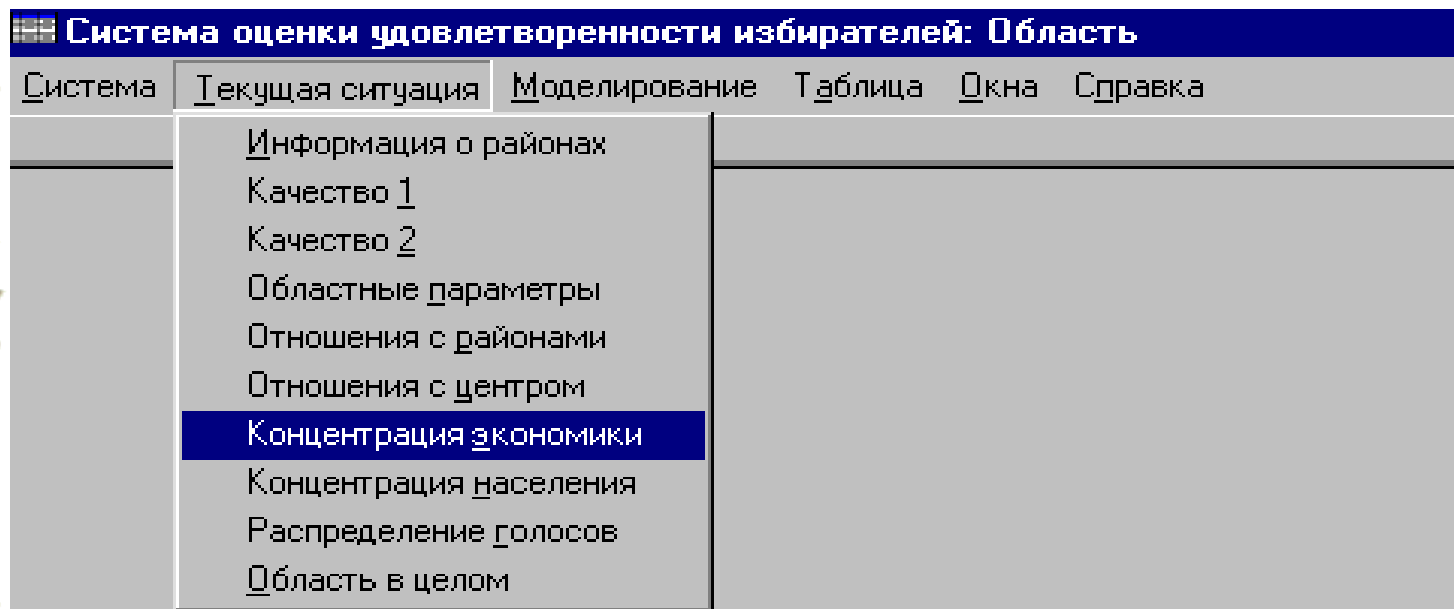 Система оценки удовлетворенности избирателей: Область
Система Текущая ситуация Моделирование Таблица Окна Справка
Информация о районах
Качество 1
Качество 2
Областные параметры
Отношения с районами
Отношения с центром
Концентрация экономики
Концентрация населения
Распределение голосов
Область в целом